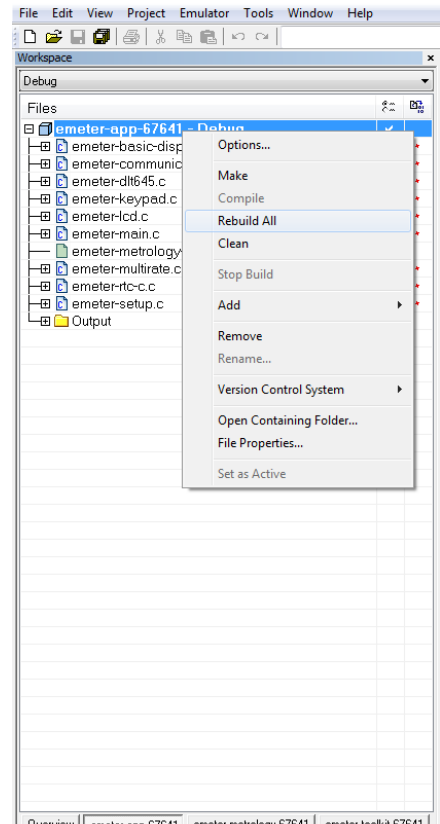 File Edit View Project Emulator Tools Window Help
Workspace
Debug
Files
emeter-app-67641 - Debug
emeter-basic-disp
emeter-communic
emeter-dlt645.c
emeter-keypad.c
emeter-lcd.c
emeter-main.c
emeter-metrology
emeter-multirate.c
emeter-rtc-c.c
emeter-setup.c
Output
Options...
Make
Compile
Rebuild All
Clean
Stop Build
Add
Remove
Rename...
Version Control System
Open Containing Folder...
File Properties...
Set as Active
Overview emeter-app-67641 emeter-metrology-67641 emeter-toolkit-67641